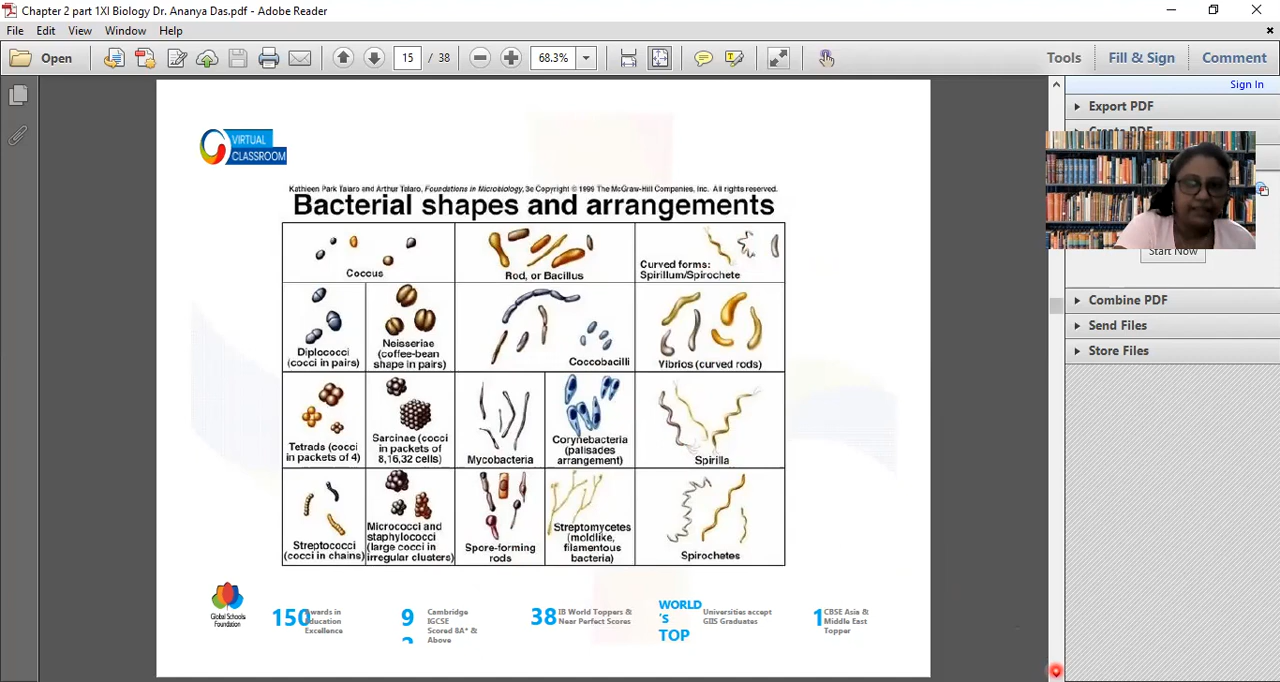 Chapter 2 part 1XI Biology Dr. Ananya Das.pdf - Adobe Reader
File Edit View Window Help
Open
15 / 38
68.3%
Tools
Fill & Sign
Comment
Sign In
Export PDF
Start Now
Combine PDF
Send Files
Store Files
VIRTUAL
CLASSROOM
Kathleen Park Talaro and Arthur Talaro, Foundations in Microbiology, 3e Copyright © 1999 The McGraw-Hill Companies, Inc. All rights reserved.
Bacterial shapes and arrangements
Coccus
Rod, or Bacillus
Curved forms:
Spirillum/Spirochete
Diplococci
(cocci in pairs)
Neisseriae
(coffee-bean
shape in pairs)
Coccobacilli
Vibrios (curved rods)
Tetrads (cocci
in packets of 4)
Sarcinae (cocci
in packets of
8,16,32 cells)
Mycobacteria
Corynebacteria
(palisades
arrangement)
Spirilla
Streptococci
(cocci in chains)
Micrococci and
staphylococci
(large cocci in
irregular clusters)
Spore-forming
rods
Streptomycetes
(moldlike,
filamentous
bacteria)
Spirochetes
Global Schools
Foundation
150
Education
Excellence
9
Cambridge
IGCSE
Scored 8A* &
Above
38
IB World Toppers &
Near Perfect Scores
WORLD
'S
TOP
Universities accept
GIIS Graduates
1
CBSE Asia &
Middle East
Topper